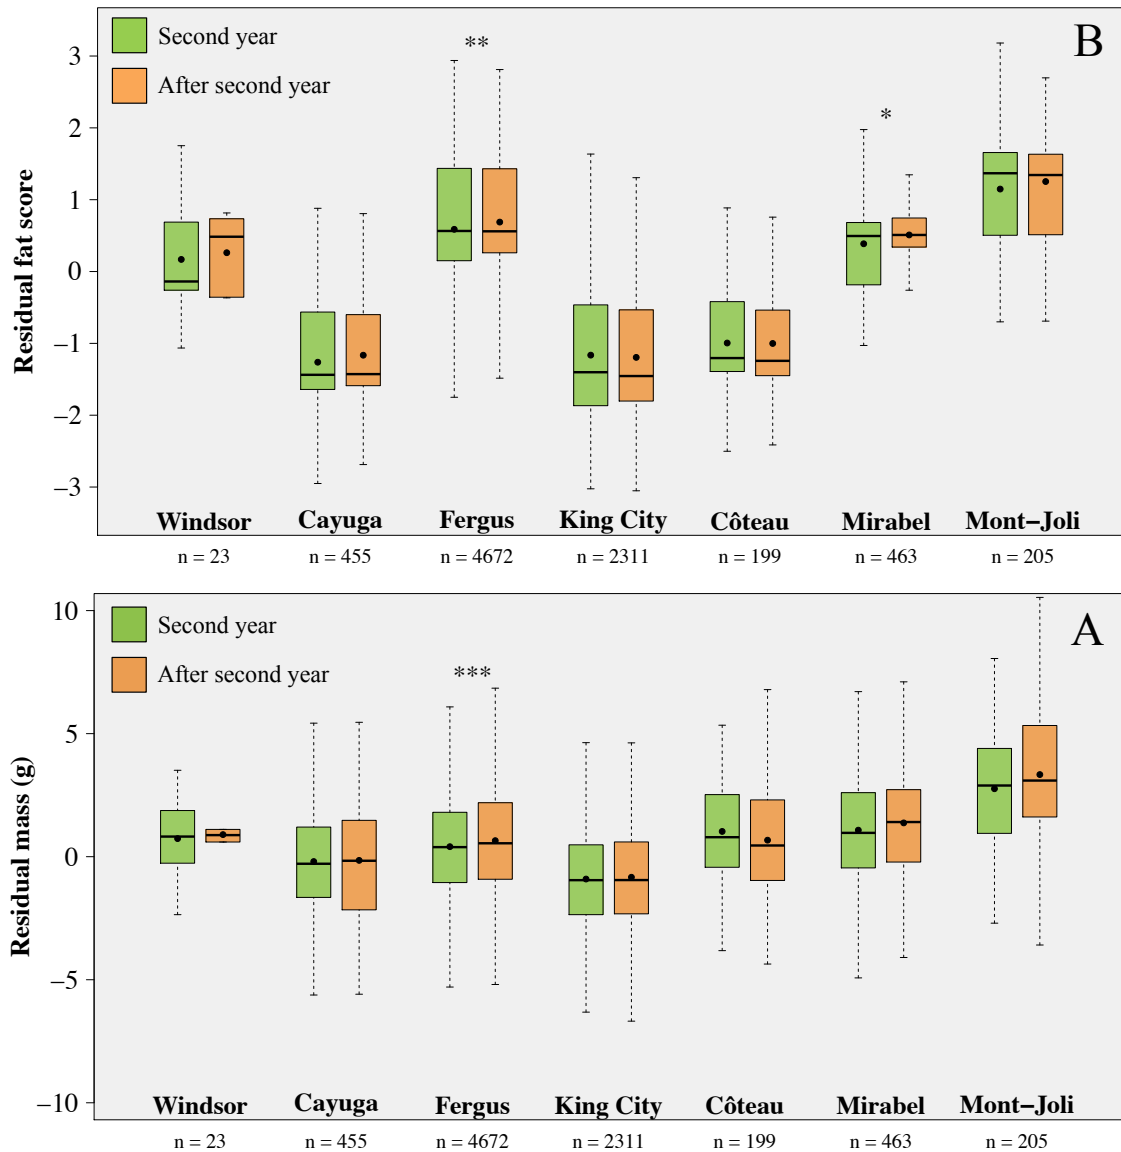 B
Second year
After second year
**
*
3
2
1
0
−1
−2
−3
Residual fat score
Windsor Cayuga Fergus King City Côteau Mirabel Mont−Joli
n = 23 n = 455 n = 4672 n = 2311 n = 199 n = 463 n = 205
A
Second year
After second year
***
10
5
0
−5
−10
Residual mass (g)
Windsor Cayuga Fergus King City Côteau Mirabel Mont−Joli
n = 23 n = 455 n = 4672 n = 2311 n = 199 n = 463 n = 205